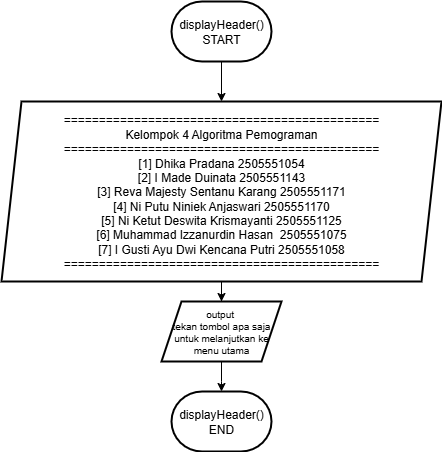 displayHeader()
START
=============================================
Kelompok 4 Algoritma Pemograman
=============================================
[1] Dhika Pradana 2505551054
[2] I Made Duinata 2505551143
[3] Reva Majesty Sentanu Karang 2505551171
[4] Ni Putu Niniek Anjaswari 2505551170
[5] Ni Ketut Deswita Krismayanti 2505551125
[6] Muhammad Izzanurdin Hasan  2505551075
[7] I Gusti Ayu Dwi Kencana Putri 2505551058
=============================================
output
tekan tombol apa saja
untuk melanjutkan ke
menu utama
displayHeader()
END